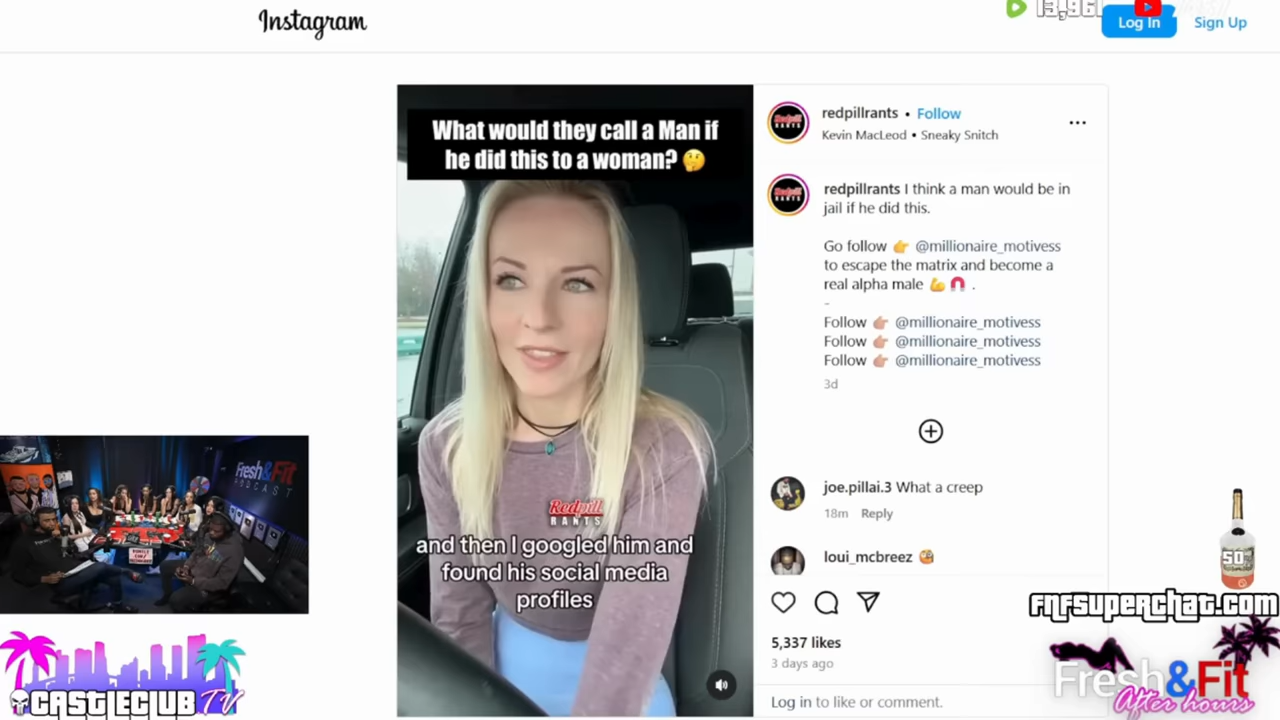 Instagram
13,961
Log In
Sign Up
What would they call a Man if
he did this to a woman? 🤔
Redpill
RANTS
and then I googled him and
found his social media
profiles
redpillrants • Follow
Kevin MacLeod • Sneaky Snitch
redpillrants I think a man would be in
jail if he did this.
Go follow 👉 @millionaire_motivess
to escape the matrix and become a
real alpha male 💪🧲 .
-
Follow 👉🏼 @millionaire_motivess
Follow 👉🏼 @millionaire_motivess
Follow 👉🏼 @millionaire_motivess
3d
joe.pillai.3 What a creep
18m Reply
loui_mcbreez
5,337 likes
3 days ago
Log in to like or comment.
Fresh&Fit
PODCAST
CASTLECLUB TV
50
FNFSUPERCHAT.COM
Fresh&Fit
After hours